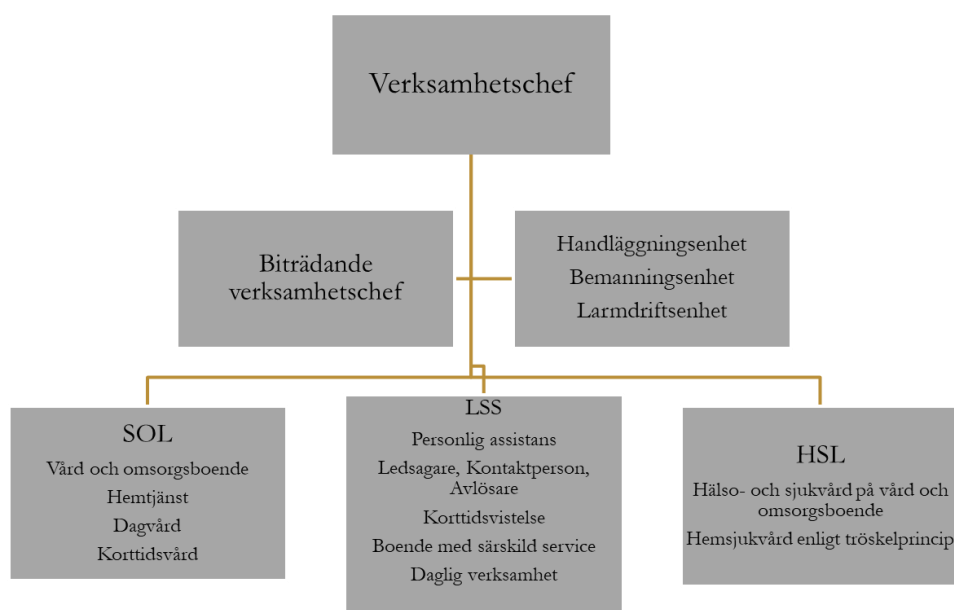 Verksamhetschef
Biträdande
verksamhetschef
Handläggningsenhet
Bemanningsenhet
Larmdriftsenhet
SOL
Vård och omsorgsboende
Hemtjänst
Dagvård
Korttidsvård
LSS
Personlig assistans
Ledsagare, Kontaktperson,
Avlösare
Korttidsvistelse
Boende med särskild service
Daglig verksamhet
HSL
Hälso- och sjukvård på vård och
omsorgsboende
Hemsjukvård enligt tröskelprincip